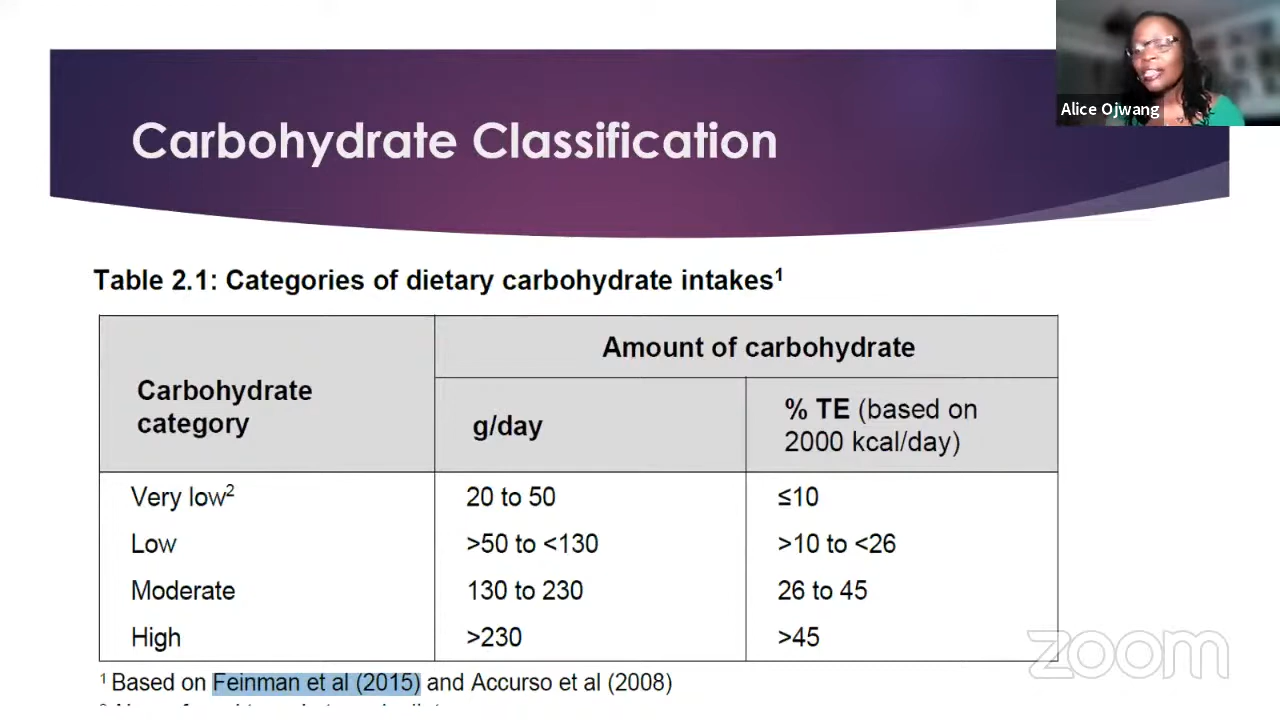 Alice Ojwang
Carbohydrate Classification
Table 2.1: Categories of dietary carbohydrate intakes¹
Carbohydrate
category
Amount of carbohydrate
g/day
% TE (based on
2000 kcal/day)
Very low² 20 to 50 ≤10
Low >50 to <130 >10 to <26
Moderate 130 to 230 26 to 45
High >230 >45
¹ Based on Feinman et al (2015) and Accurso et al (2008)
zoom